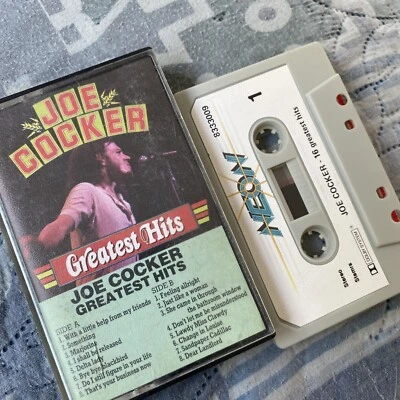 JOE
COCKER
Greatest Hits
JOE COCKER
GREATEST HITS
SIDE A
1. With a little help from my friends
2. Something
3. Marjorine
4. I shall be released
5. Delta lady
6. Bye bye blackbird
7. Do I still figure in your life
8. That's your business now
SIDE B
1. Feeling allright
2. Just like a woman
3. She came in through
the bathroom window
4. Don't let me be misunderstood
5. Lawdy Miss Clawdy
6. Change in Louise
7. Sandpaper Cadillac
8. Dear Landlord
8333009
NEON
1
JOE COCKER - 16 greatest hits
Stereo